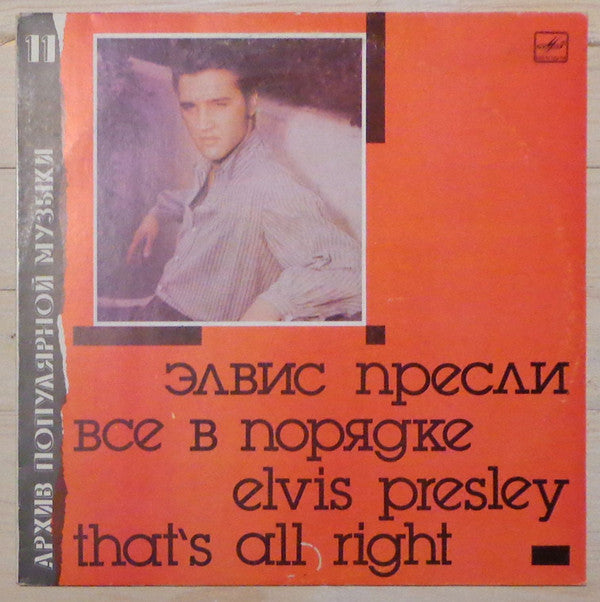 11
АРХИВ ПОПУЛЯРНОЙ МУЗЫКИ
элвис пресли
все в порядке
elvis presley
that's all right